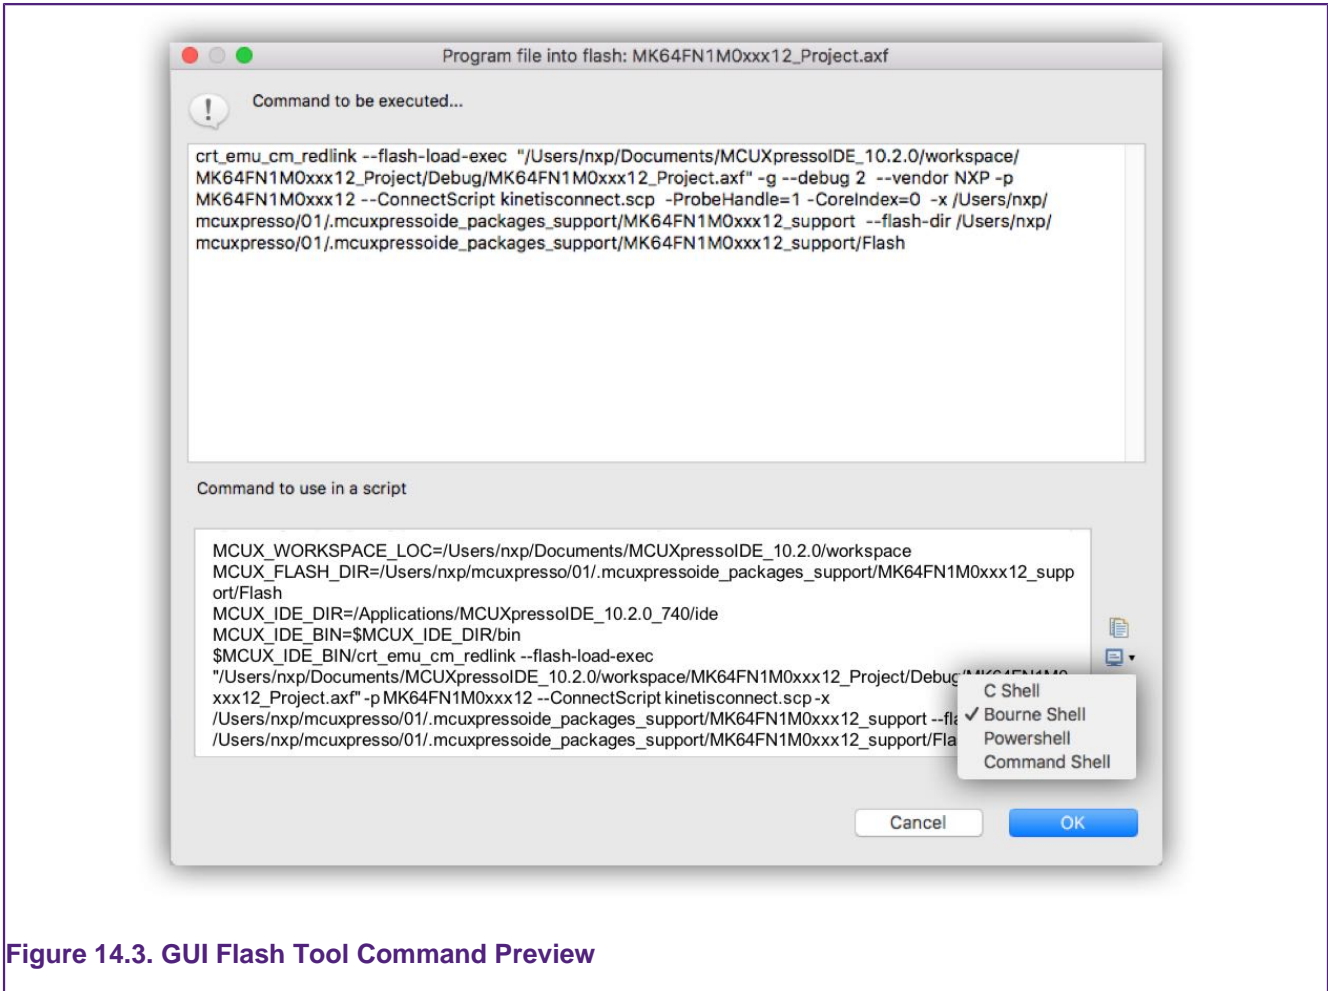 Program file into flash: MK64FN1M0xxx12_Project.axf
Command to be executed...
crt_emu_cm_redlink --flash-load-exec  "/Users/nxp/Documents/MCUXpressoIDE_10.2.0/workspace/
MK64FN1M0xxx12_Project/Debug/MK64FN1M0xxx12_Project.axf" -g --debug 2  --vendor NXP -p
MK64FN1M0xxx12 --ConnectScript kinetisconnect.scp -ProbeHandle=1 -CoreIndex=0  -x /Users/nxp/
mcuxpresso/01/.mcuxpressoide_packages_support/MK64FN1M0xxx12_support  --flash-dir /Users/nxp/
mcuxpresso/01/.mcuxpressoide_packages_support/MK64FN1M0xxx12_support/Flash
Command to use in a script
MCUX_WORKSPACE_LOC=/Users/nxp/Documents/MCUXpressoIDE_10.2.0/workspace
MCUX_FLASH_DIR=/Users/nxp/mcuxpresso/01/.mcuxpressoide_packages_support/MK64FN1M0xxx12_supp
ort/Flash
MCUX_IDE_DIR=/Applications/MCUXpressoIDE_10.2.0_740/ide
MCUX_IDE_BIN=$MCUX_IDE_DIR/bin
$MCUX_IDE_BIN/crt_emu_cm_redlink --flash-load-exec
"/Users/nxp/Documents/MCUXpressoIDE_10.2.0/workspace/MK64FN1M0xxx12_Project/Debug/MK64FN1M0
xxx12_Project.axf" -p MK64FN1M0xxx12 --ConnectScript kinetisconnect.scp -x
/Users/nxp/mcuxpresso/01/.mcuxpressoide_packages_support/MK64FN1M0xxx12_support --fla
/Users/nxp/mcuxpresso/01/.mcuxpressoide_packages_support/MK64FN1M0xxx12_support/Fla
C Shell
✓ Bourne Shell
Powershell
Command Shell
Cancel
OK
Figure 14.3. GUI Flash Tool Command Preview